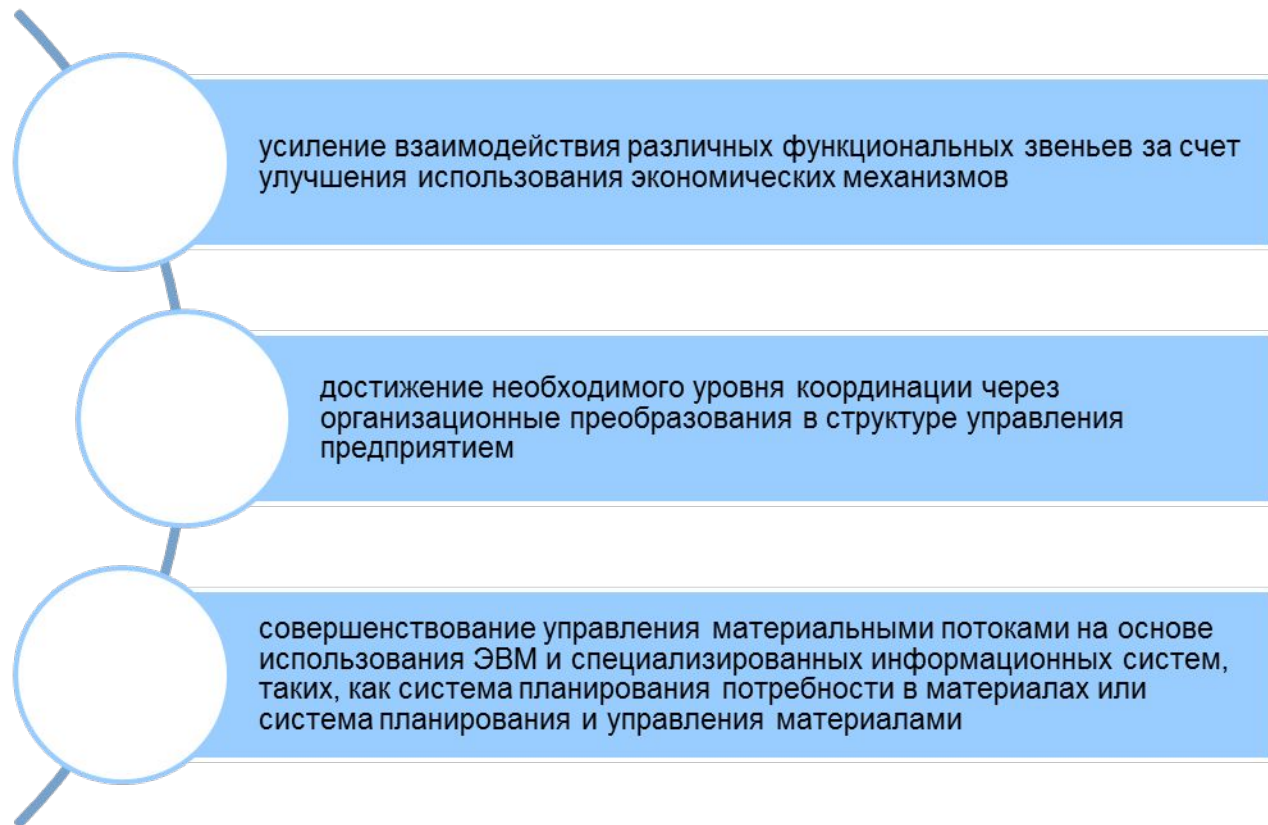 усиление взаимодействия различных функциональных звеньев за счет
улучшения использования экономических механизмов
достижение необходимого уровня координации через
организационные преобразования в структуре управления
предприятием
совершенствование управления материальными потоками на основе
использования ЭВМ и специализированных информационных систем,
таких, как система планирования потребности в материалах или
система планирования и управления материалами